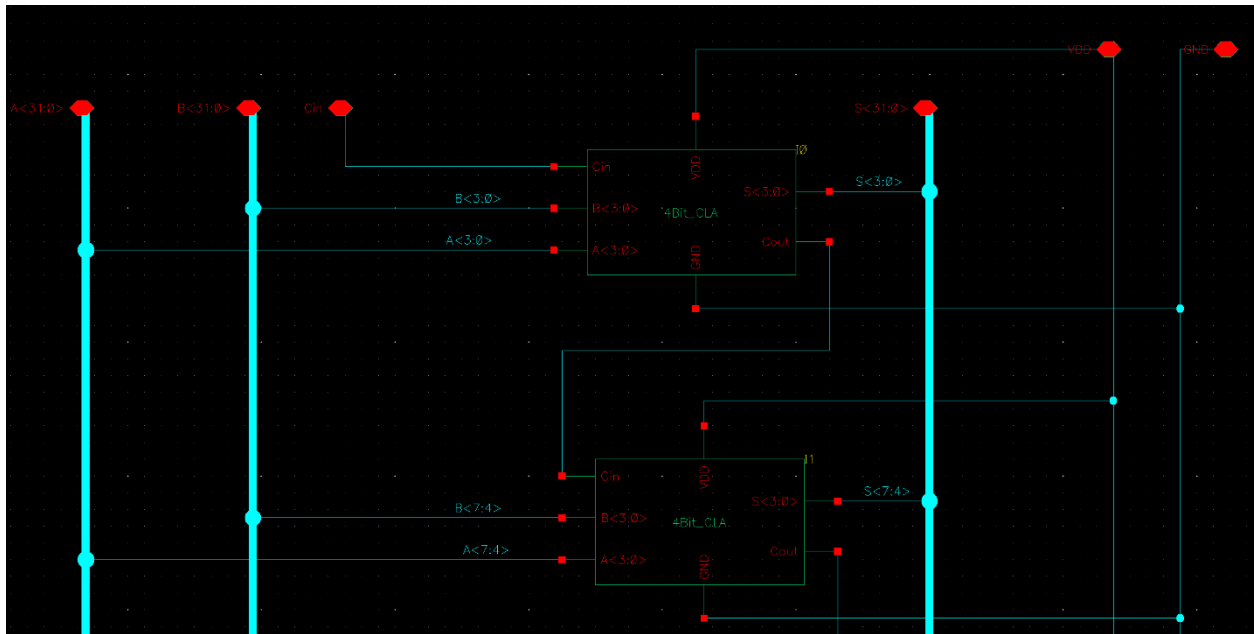 VDD
GND
A<31:0>
B<31:0>
Cin
S<31:0>
I0
Cin
VDD
S<3:0>
S<3:0>
B<3:0>
B<3:0>
4Bit_CLA
A<3:0>
A<3:0>
GND
Cout
I1
Cin
VDD
S<3:0>
S<7:4>
B<7:4>
B<3:0>
4Bit_CLA
A<7:4>
A<3:0>
GND
Cout